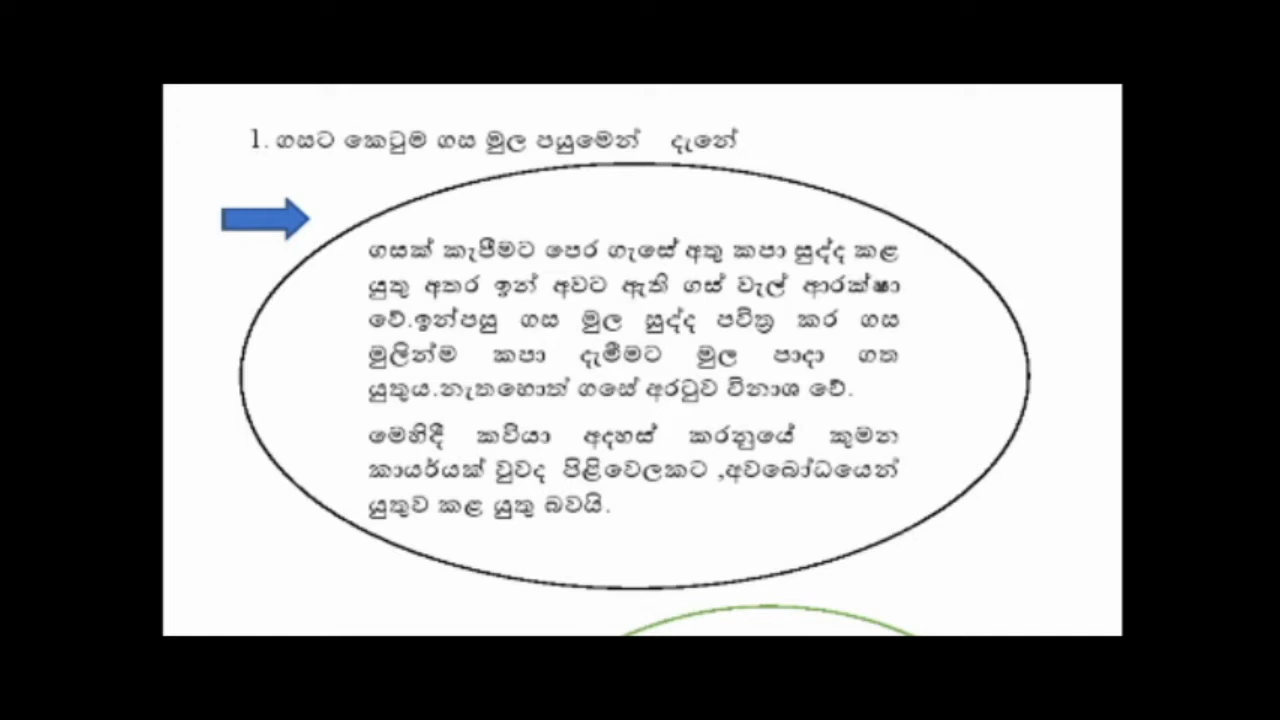 1. ගසට කෙටුම ගස මුල පයුමෙන් දැනේ
ගසක් කැපීමට පෙර ගැසේ අතු කපා සුද්ද කළ
යුතු අතර ඉන් අවට ඇති ගස් වැල් ආරක්ෂා
වේ.ඉන්පසු ගස මුල සුද්ද පවිත්‍ර කර ගස
මුලින්ම කපා දැමීමට මුල පාදා ගත
යුතුය.නැතහොත් ගසේ අරටුව විනාශ වේ.
මෙහිදී කවියා අදහස් කරනුයේ කුමන
කාර්යයක් වුවද පිළිවෙලකට ,අවබෝධයෙන්
යුතුව කළ යුතු බවයි.